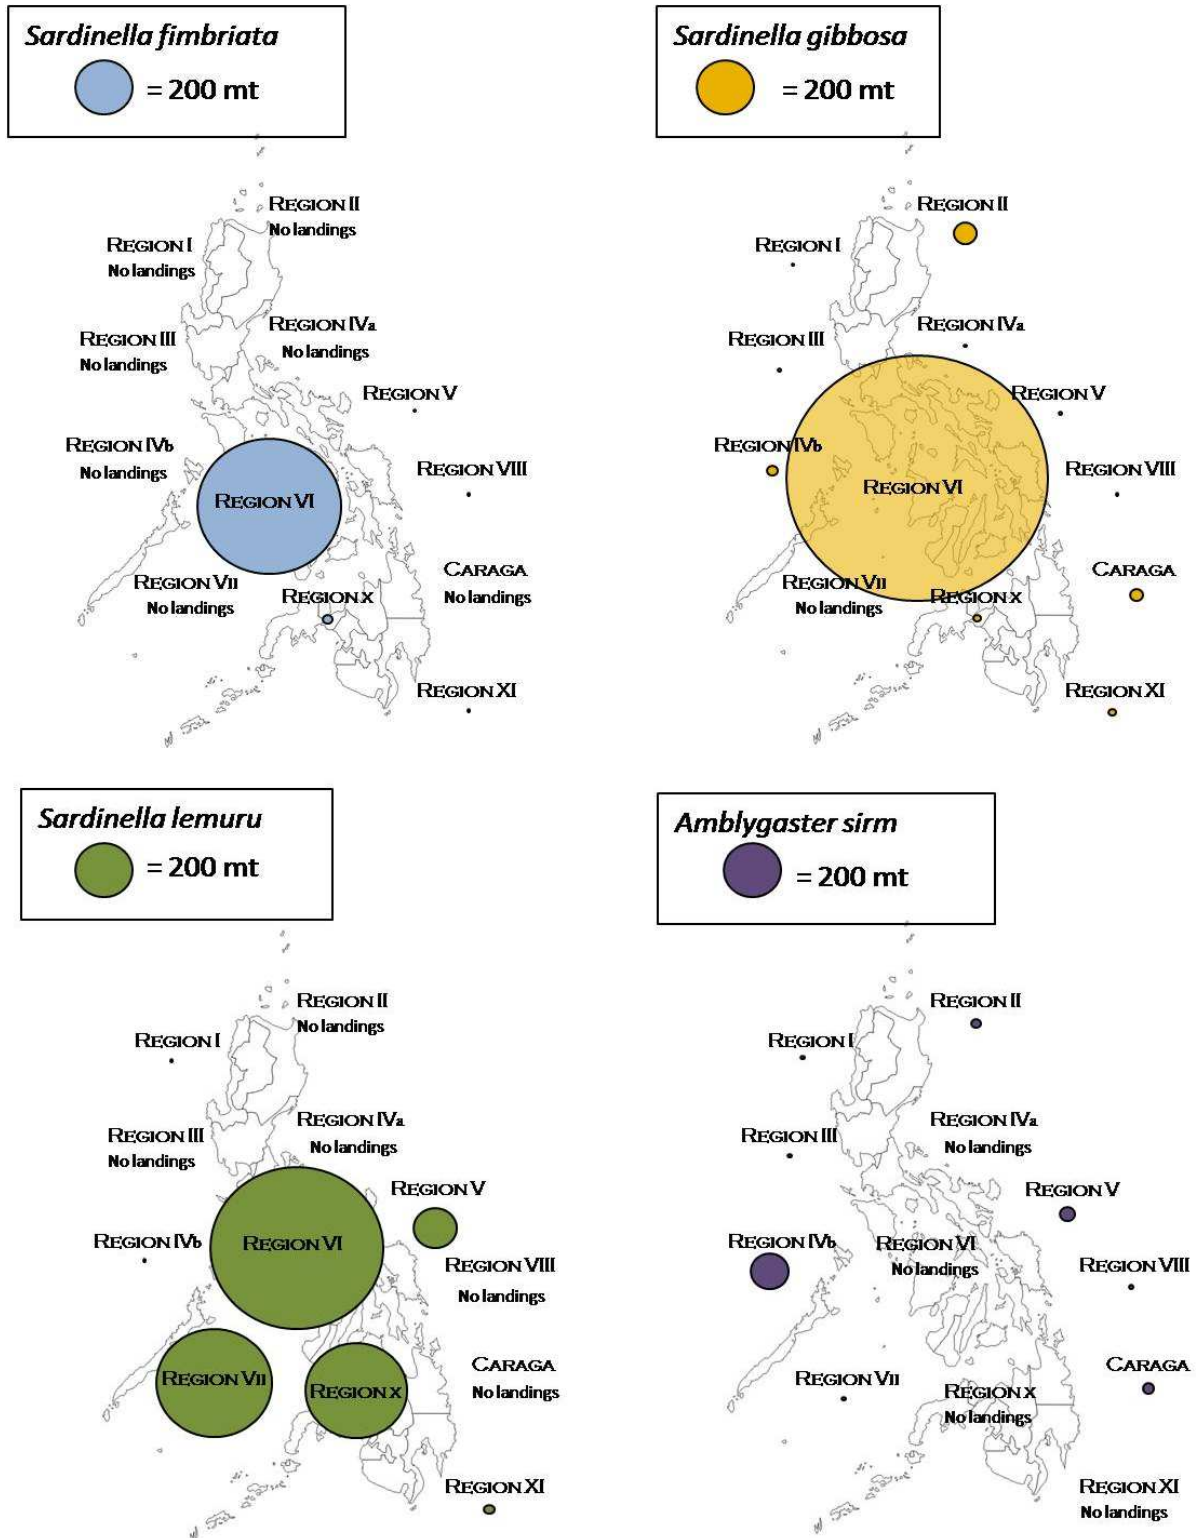 Sardinella fimbriata
= 200 mt
REGION II
No landings
REGION I
No landings
REGION IVa
No landings
REGION III
No landings
REGION V
REGION IVb
No landings
REGION VIII
REGION VI
REGION VII
No landings
REGION X
CARAGA
No landings
REGION XI
Sardinella gibbosa
= 200 mt
REGION II
REGION I
REGION IVa
REGION III
REGION V
REGION IVb
REGION VIII
REGION VI
REGION VII
No landings
REGION X
CARAGA
REGION XI
Sardinella lemuru
= 200 mt
REGION II
No landings
REGION I
REGION IVa
No landings
REGION III
No landings
REGION V
REGION IVb
REGION VI
REGION VIII
No landings
REGION VII
REGION X
CARAGA
No landings
REGION XI
Amblygaster sirm
= 200 mt
REGION II
REGION I
REGION IVa
No landings
REGION III
REGION V
REGION IVb
REGION VI
No landings
REGION VIII
REGION VII
REGION X
No landings
CARAGA
REGION XI
No landings